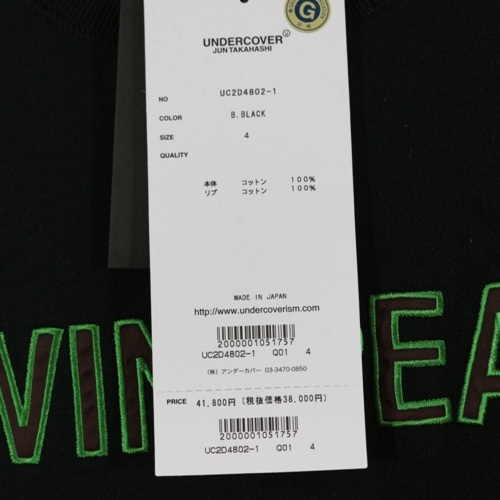 G
UNDERCOVER
JUN TAKAHASHI
NO UC2D4802-1
COLOR B.BLACK
SIZE 4
QUALITY
本体 コットン 100%
リブ コットン 100%
MADE IN JAPAN
http://www.undercoverism.com
2000001051757
UC2D4802-1 Q01 4
(株) アンダーカバー 03-3470-0850
PRICE 41,800円 (税抜価格38,000円)
2000001051757
UC2D4802-1 Q01 4
VIN EA